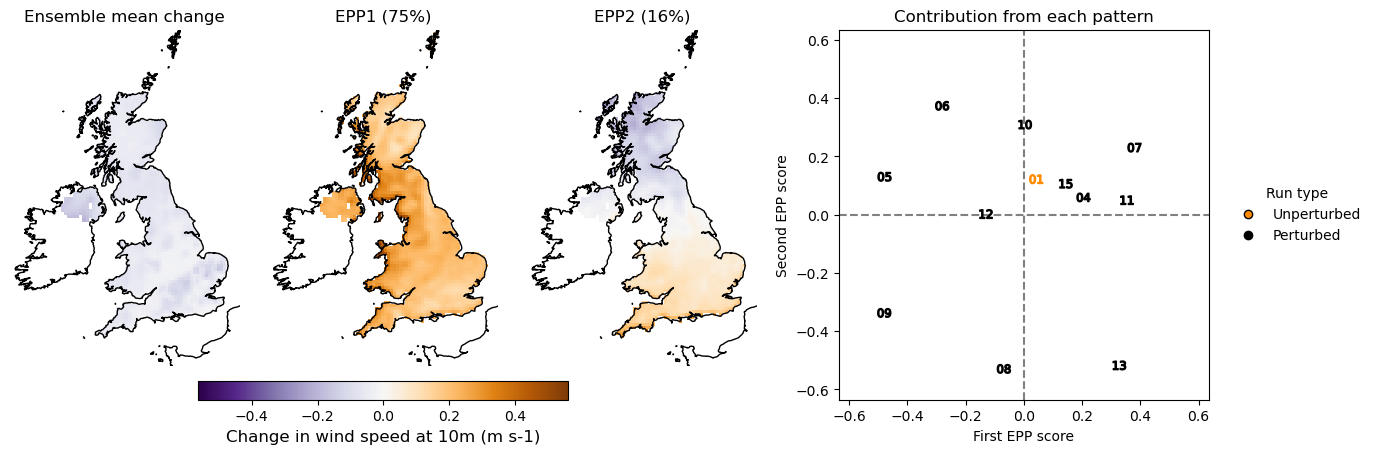 Ensemble mean change
EPP1 (75%)
EPP2 (16%)
Contribution from each pattern
−0.4 −0.2 0.0 0.2 0.4
Change in wind speed at 10m (m s-1)
Second EPP score
0.6
0.4
0.2
0.0
−0.2
−0.4
−0.6
06
10
07
05
01
15
04
11
12
09
08
13
−0.6 −0.4 −0.2 0.0 0.2 0.4 0.6
First EPP score
Run type
Unperturbed
Perturbed